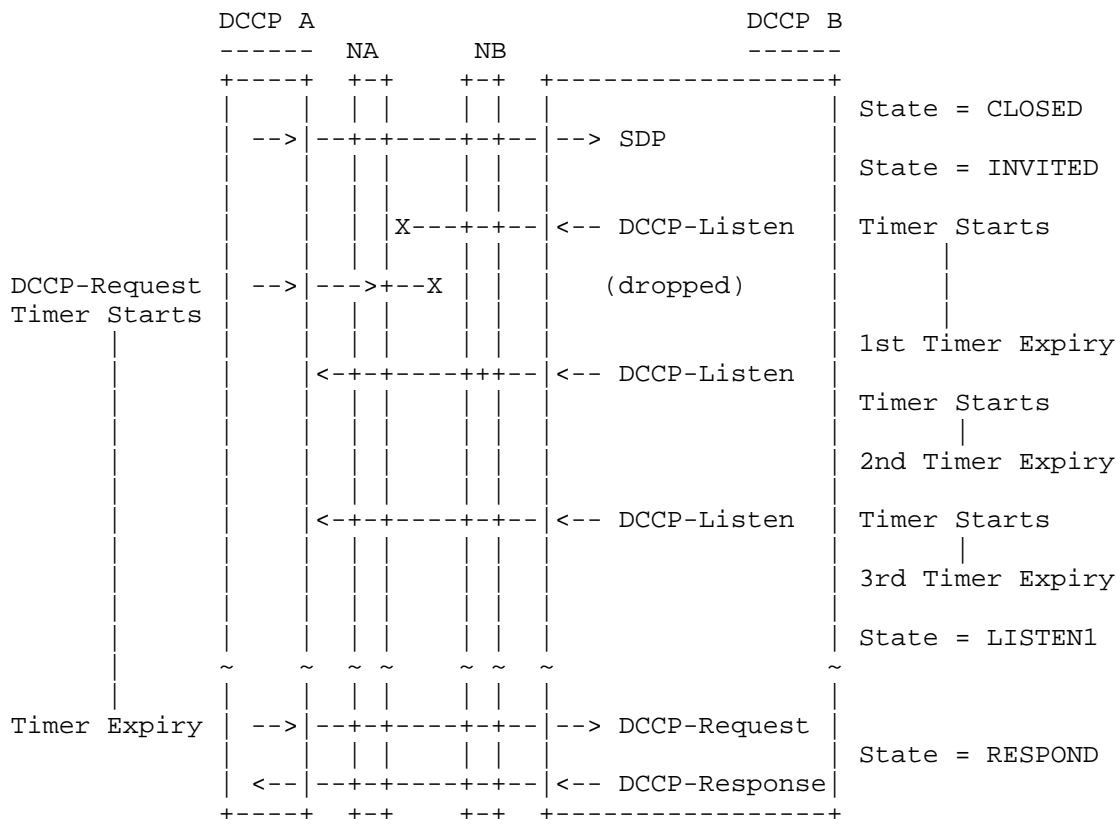 DCCP A                                 DCCP B
                ------  NA       NB                    ------
                +----+  +-+     +-+  +-----------------+
                |    |  | |     | |  |                 | State = CLOSED
                | -->|--+-+----+-+--|--> SDP           |
                |    |  | |     | |  |                 | State = INVITED
                |    |  | |     | |  |                 |
                |    |  | |X---+-+--|<-- DCCP-Listen   | Timer Starts
                |    |  | |     | |  |                 |      |
DCCP-Request    | -->|--->+--X | |  |   (dropped)     |      |
Timer Starts    |    |  | |     | |  |                 |      |
      |         |    |  | |     | |  |                 | 1st Timer Expiry
      |         |    |<-+-+----+++--|<-- DCCP-Listen   |
      |         |    |  | |     | |  |                 | Timer Starts
      |         |    |  | |     | |  |                 |      |
      |         |    |  | |     | |  |                 | 2nd Timer Expiry
      |         |    |  | |     | |  |                 |
      |         |    |<-+-+----+-+--|<-- DCCP-Listen   | Timer Starts
      |         |    |  | |     | |  |                 |      |
      |         |    |  | |     | |  |                 | 3rd Timer Expiry
      |         |    |  | |     | |  |                 |
      |         |    |  | |     | |  |                 | State = LISTEN1
      |         ~    ~  ~ ~     ~ ~  ~                 ~
      |         |    |  | |     | |  |                 |
Timer Expiry    | -->|--+-+----+-+--|--> DCCP-Request  |
                |    |  | |     | |  |                 | State = RESPOND
                | <--|--+-+----+-+--|<-- DCCP-Response|
                +----+  +-+     +-+  +-----------------+